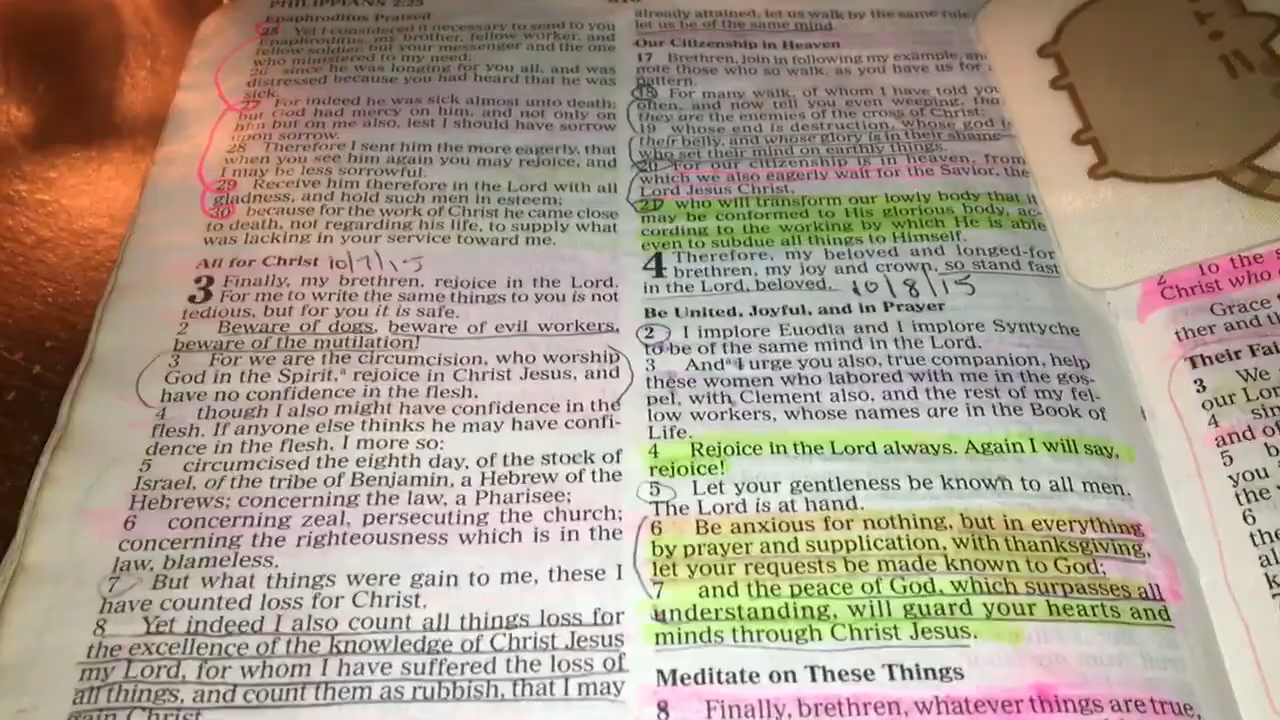 PHILIPPIANS 2:25
Epaphroditus Praised
25 Yet I considered it necessary to send to you
Epaphroditus, my brother, fellow worker, and
fellow soldier, but your messenger and the one
who ministered to my need;
26 since he was longing for you all, and was
distressed because you had heard that he was
sick.
27 For indeed he was sick almost unto death;
but God had mercy on him, and not only on
him but on me also, lest I should have sorrow
upon sorrow.
28 Therefore I sent him the more eagerly, that
when you see him again you may rejoice, and
I may be less sorrowful.
29 Receive him therefore in the Lord with all
gladness, and hold such men in esteem;
30 because for the work of Christ he came close
to death, not regarding his life, to supply what
was lacking in your service toward me.
All for Christ 10/7/15
3 Finally, my brethren, rejoice in the Lord.
For me to write the same things to you is not
tedious, but for you it is safe.
2 Beware of dogs, beware of evil workers,
beware of the mutilation!
3 For we are the circumcision, who worship
God in the Spirit,a rejoice in Christ Jesus, and
have no confidence in the flesh,
4 though I also might have confidence in the
flesh. If anyone else thinks he may have confi-
dence in the flesh, I more so:
5 circumcised the eighth day, of the stock of
Israel, of the tribe of Benjamin, a Hebrew of the
Hebrews; concerning the law, a Pharisee;
6 concerning zeal, persecuting the church;
concerning the righteousness which is in the
law, blameless.
7 But what things were gain to me, these I
have counted loss for Christ.
8 Yet indeed I also count all things loss for
the excellence of the knowledge of Christ Jesus
my Lord, for whom I have suffered the loss of
all things, and count them as rubbish, that I may
gain Christ
already attained, let us walk by the same rule,
let us be of the same mind.
Our Citizenship in Heaven
17 Brethren, join in following my example, and
note those who so walk, as you have us for a
pattern.
18 For many walk, of whom I have told you
often, and now tell you even weeping, that
they are the enemies of the cross of Christ:
19 whose end is destruction, whose god is
their belly, and whose glory is in their shame—
who set their mind on earthly things.
20 For our citizenship is in heaven, from
which we also eagerly wait for the Savior, the
Lord Jesus Christ,
21 who will transform our lowly body that it
may be conformed to His glorious body, ac-
cording to the working by which He is able
even to subdue all things to Himself.
4 Therefore, my beloved and longed-for
brethren, my joy and crown, so stand fast
in the Lord, beloved. 10/8/15
Be United, Joyful, and in Prayer
2 I implore Euodia and I implore Syntyche
to be of the same mind in the Lord.
3 Anda I urge you also, true companion, help
these women who labored with me in the gos-
pel, with Clement also, and the rest of my fel-
low workers, whose names are in the Book of
Life.
4 Rejoice in the Lord always. Again I will say,
rejoice!
5 Let your gentleness be known to all men.
The Lord is at hand.
6 Be anxious for nothing, but in everything
by prayer and supplication, with thanksgiving,
let your requests be made known to God;
7 and the peace of God, which surpasses all
understanding, will guard your hearts and
minds through Christ Jesus.
Meditate on These Things
8 Finally, brethren, whatever things are true,
2 To the s
Christ who
Grace
ther and th
Their Fai
3 We
our Lor
4 sin
and of
5 b
you
the
6
the
al
k